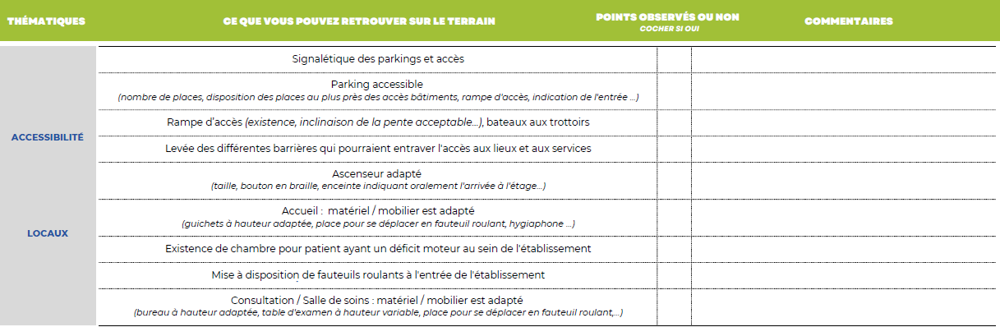 THÉMATIQUES
CE QUE VOUS POUVEZ RETROUVER SUR LE TERRAIN
POINTS OBSERVÉS OU NON
COCHER SI OUI
COMMENTAIRES
Signalétique des parkings et accès
Parking accessible
(nombre de places, disposition des places au plus près des accès bâtiments, rampe d'accès, indication de l'entrée ...)
Rampe d'accès (existence, inclinaison de la pente acceptable...), bateaux aux trottoirs
ACCESSIBILITÉ
Levée des différentes barrières qui pourraient entraver l'accès aux lieux et aux services
Ascenseur adapté
(taille, bouton en braille, enceinte indiquant oralement l'arrivée à l'étage...)
Accueil : matériel / mobilier est adapté
(guichets à hauteur adaptée, place pour se déplacer en fauteuil roulant, hygiaphone ...)
LOCAUX
Existence de chambre pour patient ayant un déficit moteur au sein de l'établissement
Mise à disposition de fauteuils roulants à l'entrée de l'établissement
Consultation / Salle de soins : matériel / mobilier est adapté
(bureau à hauteur adaptée, table d'examen à hauteur variable, place pour se déplacer en fauteuil roulant,...)